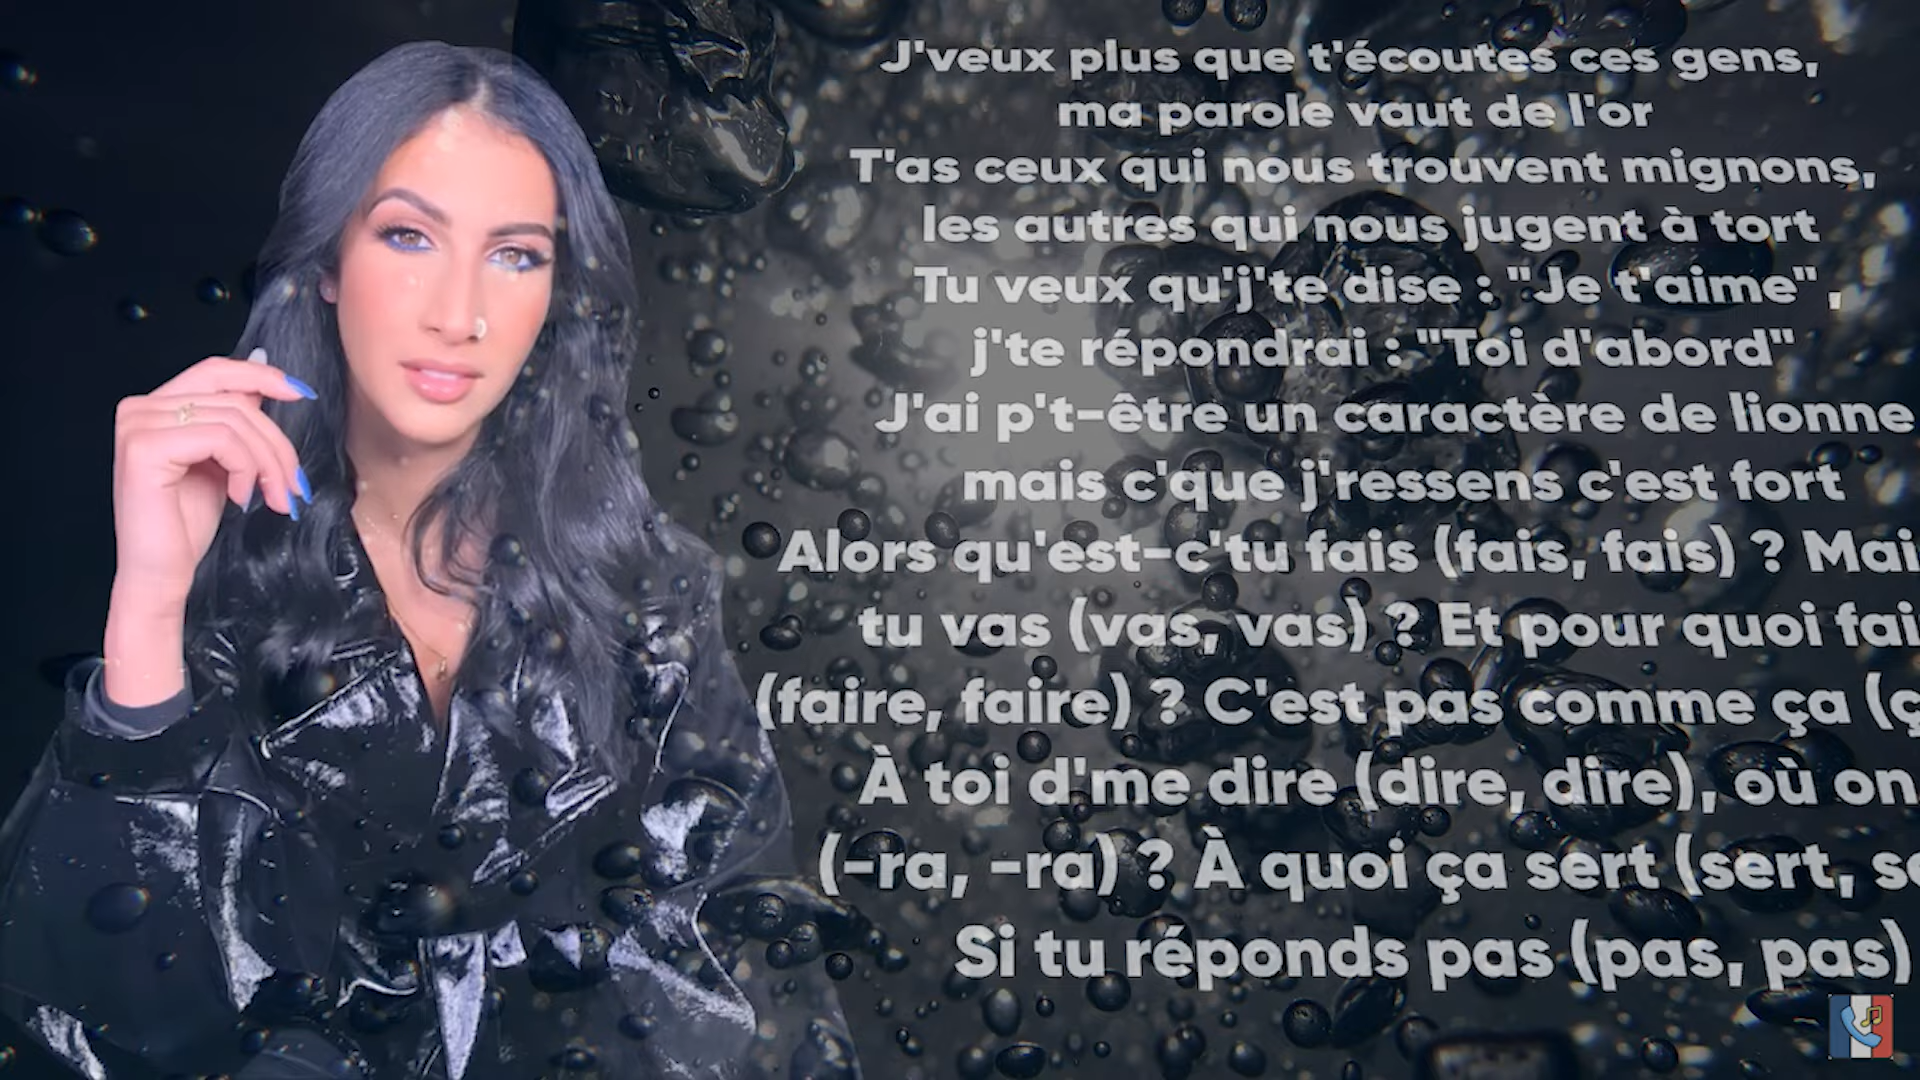 J'veux plus que t'écoutes ces gens,
ma parole vaut de l'or
T'as ceux qui nous trouvent mignons,
les autres qui nous jugent à tort
Tu veux qu'j'te dise : "Je t'aime",
j'te répondrai : "Toi d'abord"
J'ai p't-être un caractère de lionne
mais c'que j'ressens c'est fort
Alors qu'est-c'tu fais (fais, fais) ? Mai
tu vas (vas, vas) ? Et pour quoi fai
(faire, faire) ? C'est pas comme ça (ç
À toi d'me dire (dire, dire), où on
(-ra, -ra) ? À quoi ça sert (sert, se
Si tu réponds pas (pas, pas)